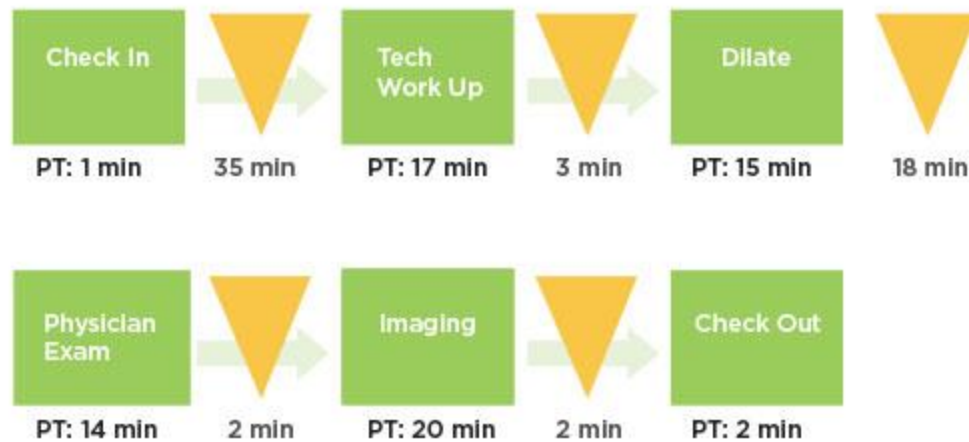 Check In
Tech
Work Up
Dilate
PT: 1 min
35 min
PT: 17 min
3 min
PT: 15 min
18 min
Physician
Exam
Imaging
Check Out
PT: 14 min
2 min
PT: 20 min
2 min
PT: 2 min